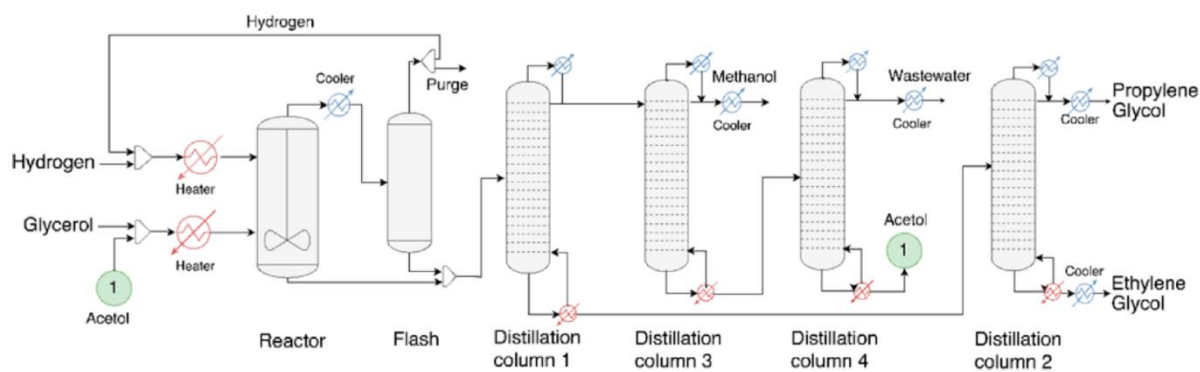 Hydrogen
Purge
Cooler
Hydrogen
Heater
Glycerol
Heater
1
Acetol
Reactor
Flash
Methanol
Cooler
Wastewater
Cooler
Acetol
1
Propylene
Glycol
Cooler
Cooler
Ethylene
Glycol
Distillation
column 1
Distillation
column 3
Distillation
column 4
Distillation
column 2